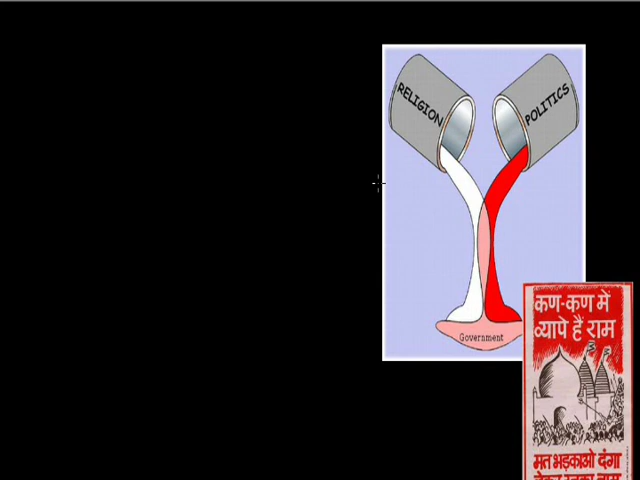 RELIGION
POLITICS
Government
कण-कण में
व्यापे हैं राम
मत भड़काओ दंगा